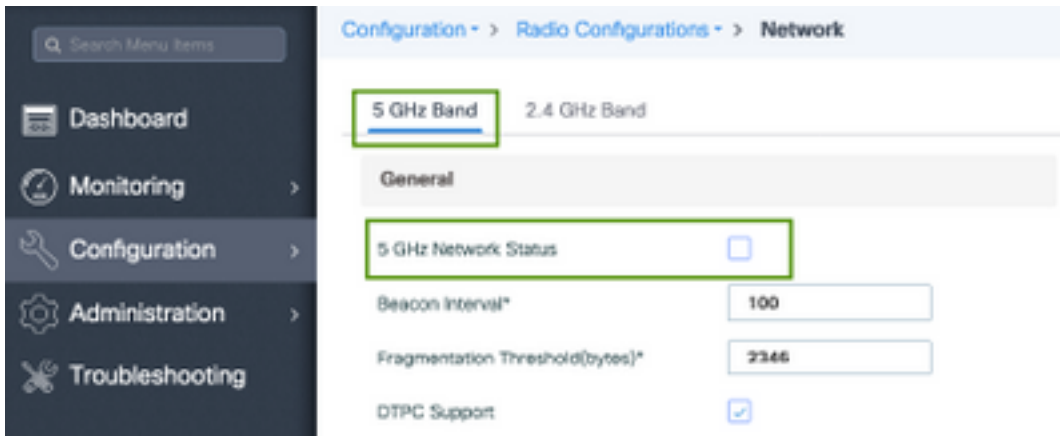 Search Menu Items
Dashboard
Monitoring
Configuration
Administration
Troubleshooting
Configuration > Radio Configurations > Network
5 GHz Band 2.4 GHz Band
General
5 GHz Network Status
Beacon Interval* 100
Fragmentation Threshold(bytes)* 2346
DTPC Support